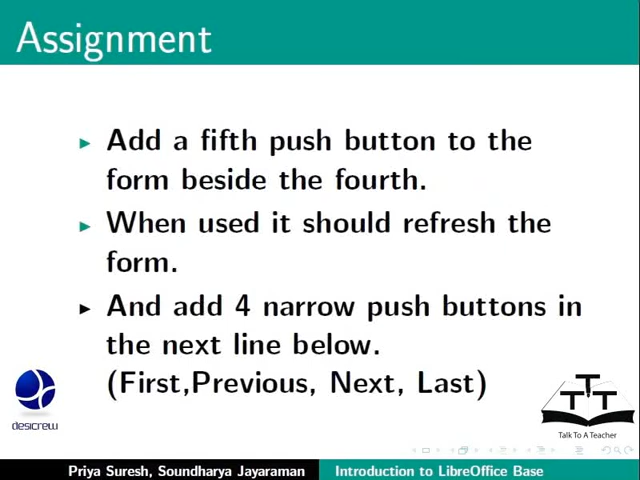 Assignment
Add a fifth push button to the
form beside the fourth.
When used it should refresh the
form.
And add 4 narrow push buttons in
the next line below.
(First,Previous, Next, Last)
desicrew
TTT
Talk To A Teacher
Priya Suresh, Soundharya Jayaraman
Introduction to LibreOffice Base